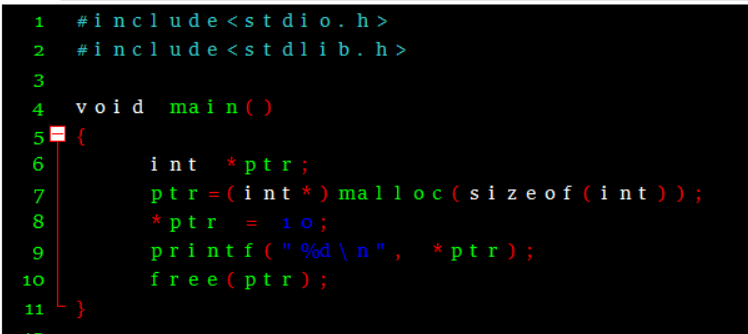 1 #include<stdio.h>
2 #include<stdlib.h>
3
4 void main()
5 {
6 int *ptr;
7 ptr=(int*)malloc(sizeof(int));
8 *ptr = 10;
9 printf("%d\n", *ptr);
10 free(ptr);
11 }